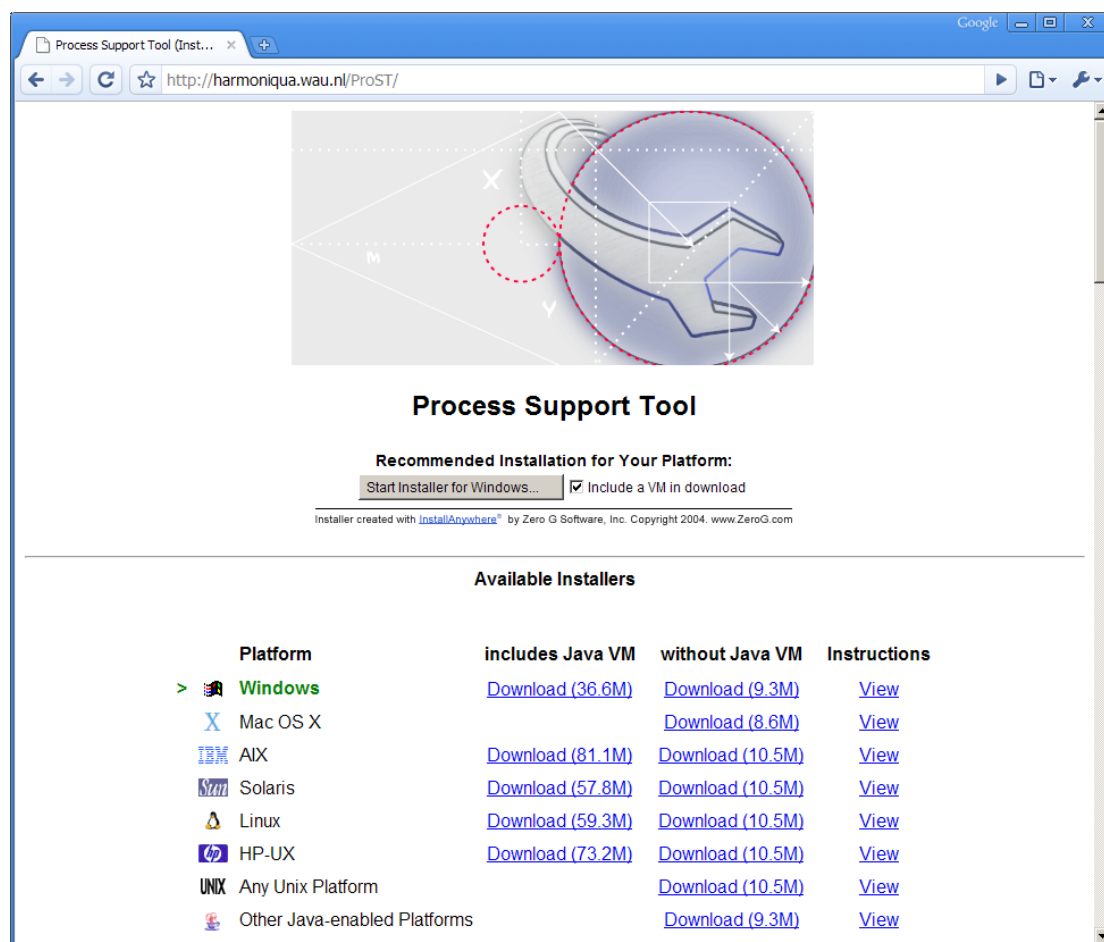 Google
Process Support Tool (Inst...
http://harmoniqua.wau.nl/ProST/
X
M
Y
Process Support Tool
Recommended Installation for Your Platform:
Start Installer for Windows... Include a VM in download
Installer created with InstallAnywhere® by Zero G Software, Inc. Copyright 2004. www.ZeroG.com
Available Installers
Platform includes Java VM without Java VM Instructions
> Windows Download (36.6M) Download (9.3M) View
X Mac OS X Download (8.6M) View
IBM AIX Download (81.1M) Download (10.5M) View
Sun Solaris Download (57.8M) Download (10.5M) View
Linux Download (59.3M) Download (10.5M) View
hp HP-UX Download (73.2M) Download (10.5M) View
UNIX Any Unix Platform Download (10.5M) View
Other Java-enabled Platforms Download (9.3M) View